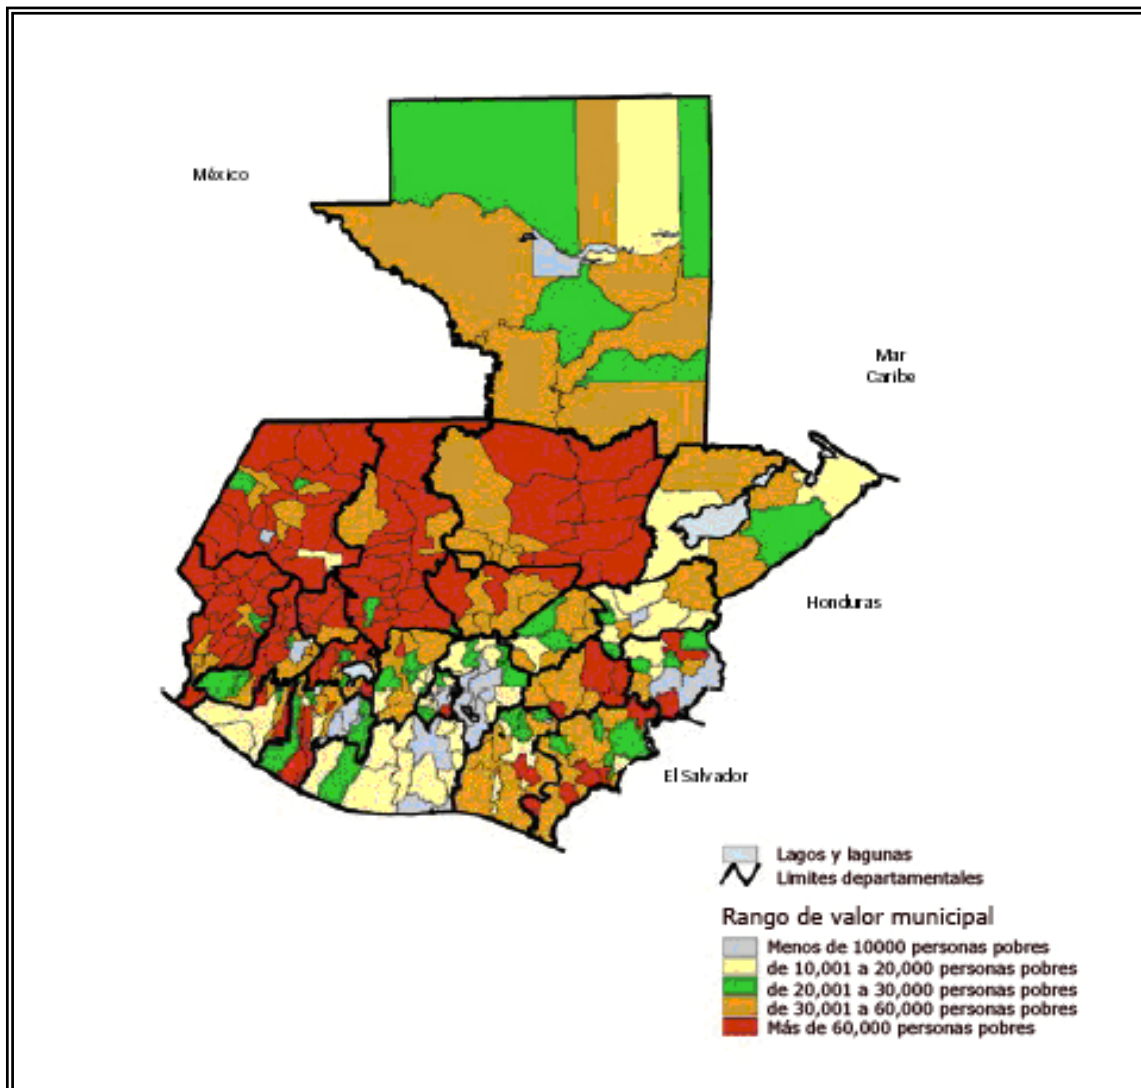 México
Mar
Caribe
Honduras
El Salvador
Lagos y lagunas
Límites departamentales
Rango de valor municipal
Menos de 10000 personas pobres
de 10,001 a 20,000 personas pobres
de 20,001 a 30,000 personas pobres
de 30,001 a 60,000 personas pobres
Más de 60,000 personas pobres